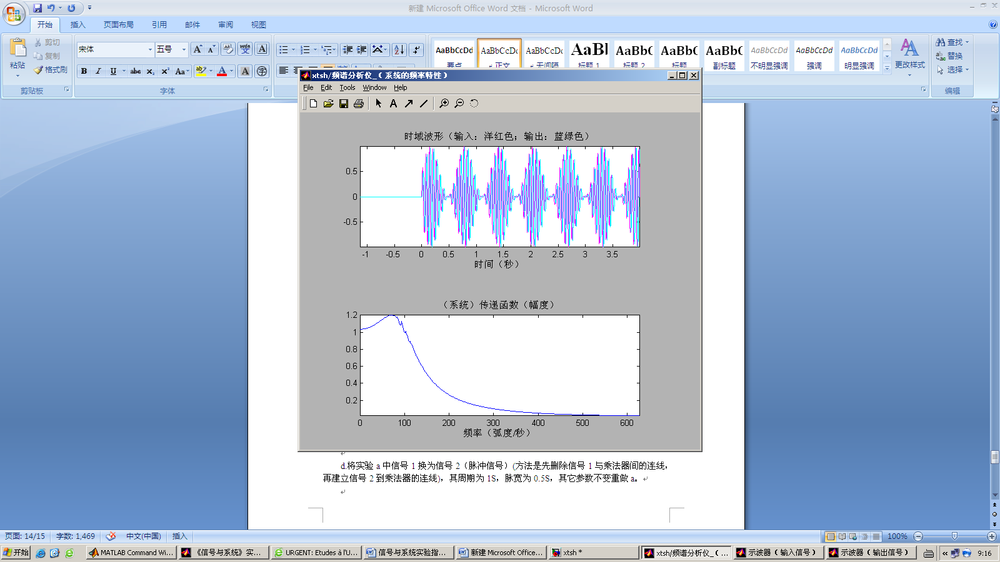 新建 Microsoft Office Word 文档 - Microsoft Word
开始 插入 页面布局 引用 邮件 审阅 视图
粘贴 剪切 复制 格式刷
宋体 五号
AaBbCcDd AaBbCcDc AaBbCcDc AaBl AaBbC AaBbC AaBbC AaBbCcDd AaBbCcDd AaBbCcDd
要点 正文 无间隔 标题 1 标题 2 标题 副标题 不明显强调 强调 明显强调
更改样式
查找 替换 选择
剪贴板 字体 编辑
xtsh/频谱分析仪_(系统的频率特性)
File Edit Tools Window Help
时域波形(输入:洋红色;输出:蓝绿色)
0.5
0
-0.5
-1 -0.5 0 0.5 1 1.5 2 2.5 3 3.5
时间(秒)
(系统)传递函数(幅度)
1.2
1
0.8
0.6
0.4
0.2
0 100 200 300 400 500 600
频率(弧度/秒)
d.将实验 a 中信号 1 换为信号 2(脉冲信号)(方法是先删除信号 1 与乘法器间的连线,
再建立信号 2 到乘法器的连线),其周期为 1S,脉宽为 0.5S,其它参数不变重做 a。
页面: 14/15 字数: 1,469 中文(中国) 插入 100%
开始 MATLAB Command Wi... 《信号与系统》实... URGENT: Etudes à l'U... 信号与系统实验指... 新建 Microsoft Office... xtsh * xtsh/频谱分析仪_(... 示波器(输入信号) 示波器(输出信号) 9:16